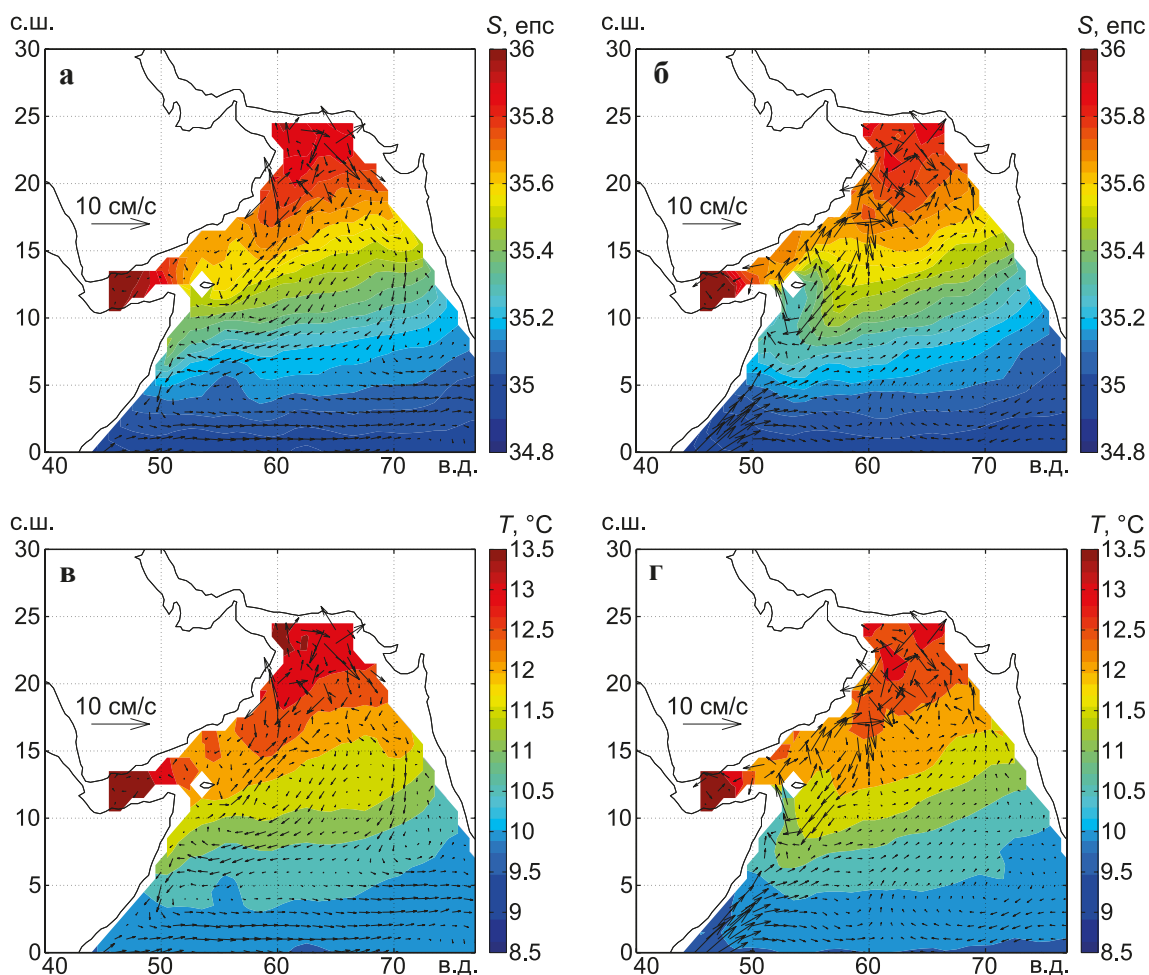 с.ш. S, епс с.ш. S, епс
30 36 30 36
а б
25 35.8 25 35.8
20 35.6 20 35.6
10 см/с 10 см/с
15 35.4 15 35.4
10 35.2 10 35.2
5 35 5 35
0 34.8 0 34.8
40 50 60 70 в.д. 40 50 60 70 в.д.
с.ш. T, °C с.ш. T, °C
30 13.5 30 13.5
в г
13 13
25 12.5 25 12.5
20 12 20 12
11.5 11.5
10 см/с 10 см/с
15 11 15 11
10.5 10.5
10 10 10 10
5 9.5 5 9.5
9 9
0 8.5 0 8.5
40 50 60 70 в.д. 40 50 60 70 в.д.